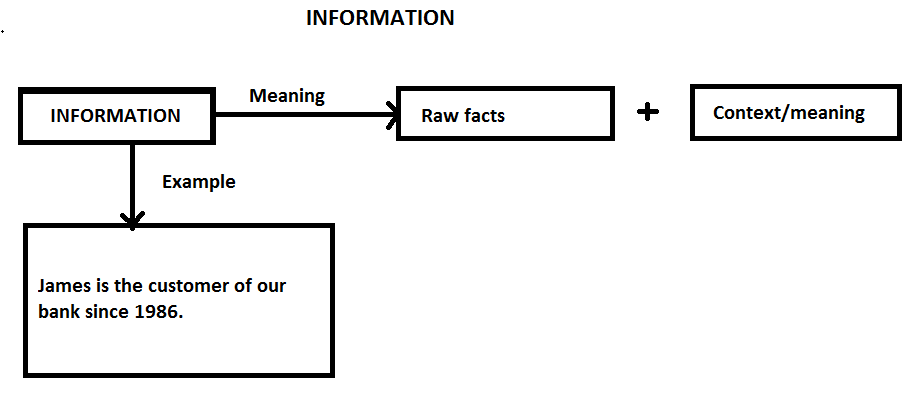 INFORMATION
INFORMATION
Meaning
Raw facts
+
Context/meaning
Example
James is the customer of our
bank since 1986.